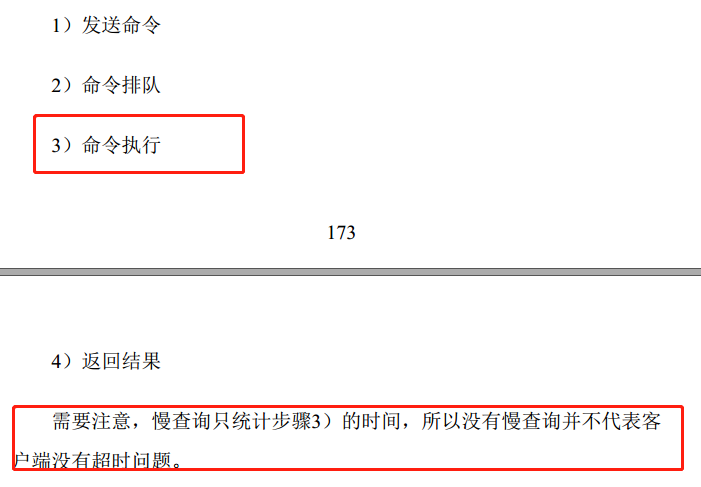 1）发送命令
2）命令排队
3）命令执行
173
4）返回结果
需要注意，慢查询只统计步骤3）的时间，所以没有慢查询并不代表客
户端没有超时问题。